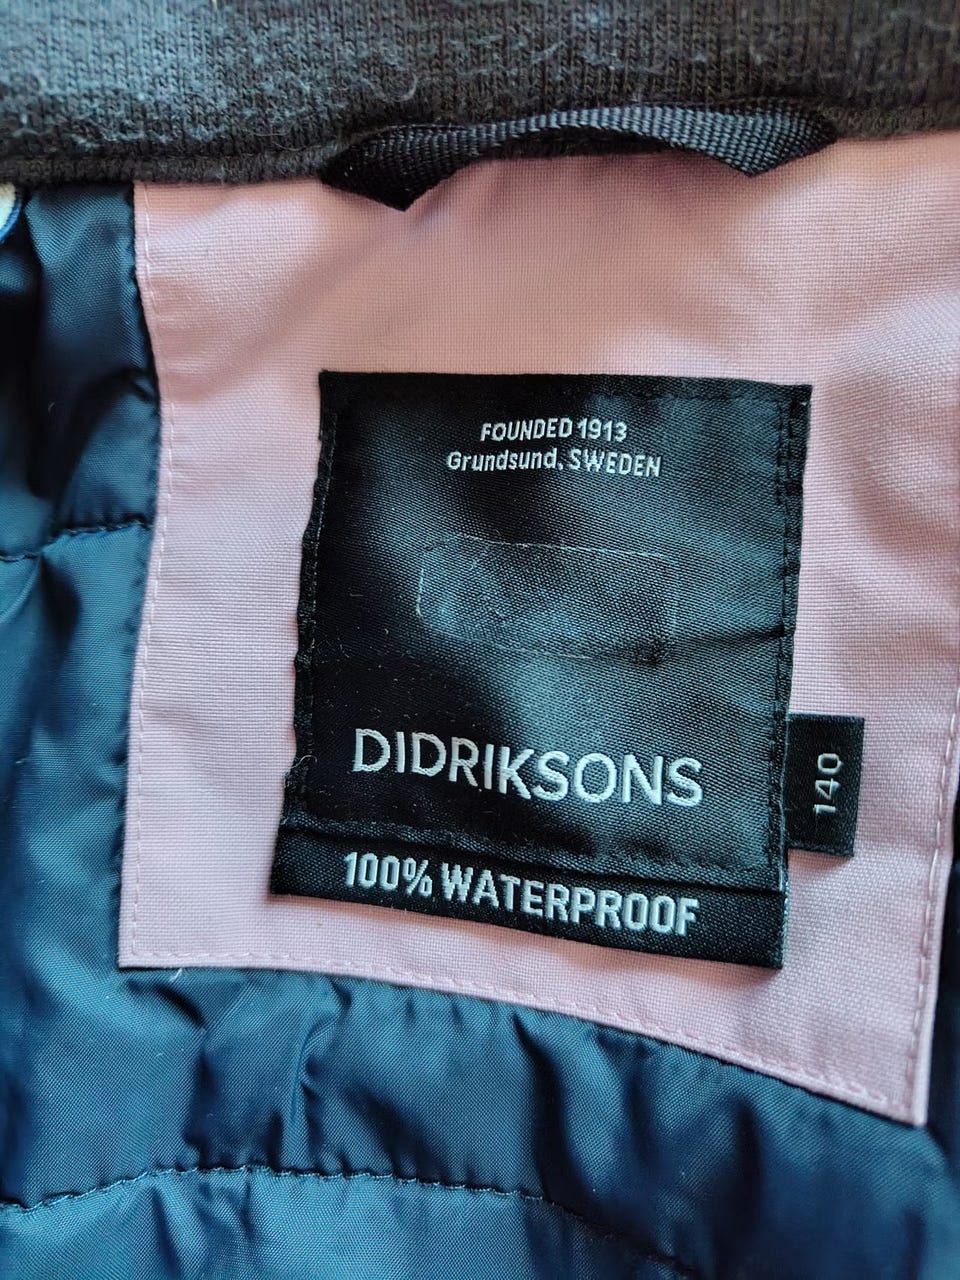 FOUNDED 1913
Grundsund, SWEDEN
DIDRIKSONS
140
100% WATERPROOF